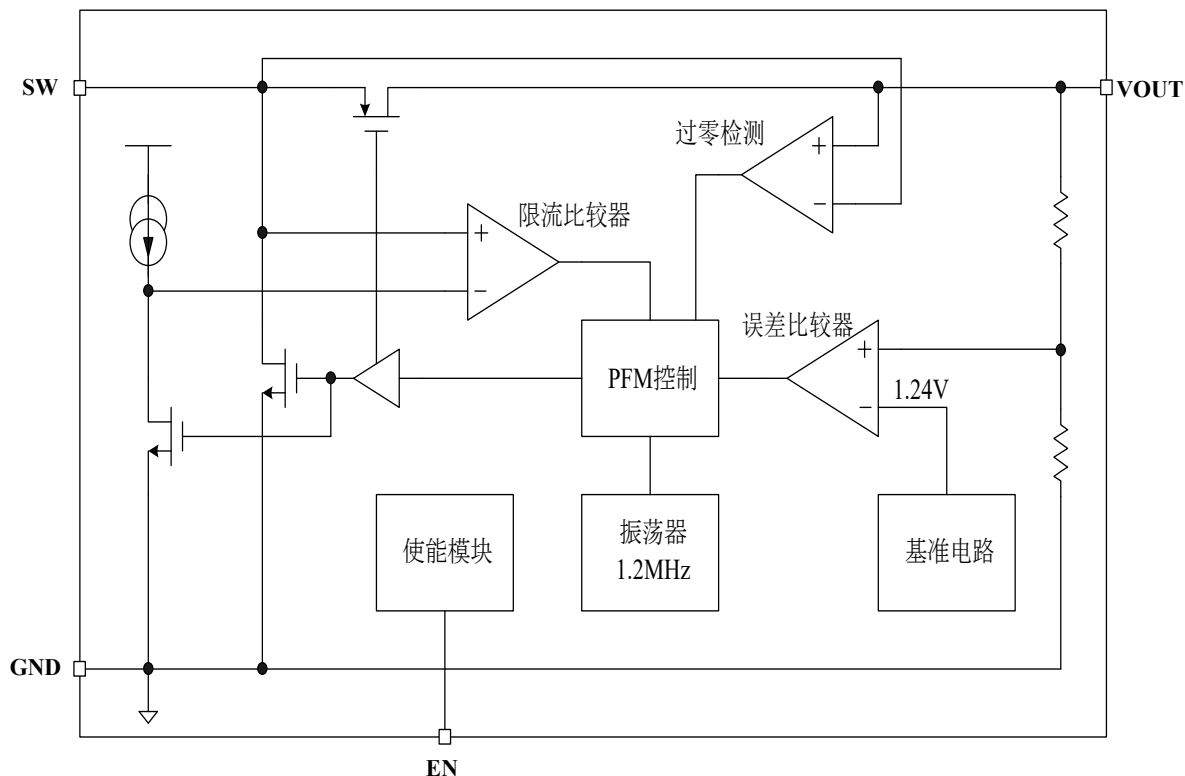 SW
VOUT
过零检测
+
−
限流比较器
+
−
误差比较器
+
1.24V
−
PFM控制
使能模块
振荡器
1.2MHz
基准电路
GND
EN